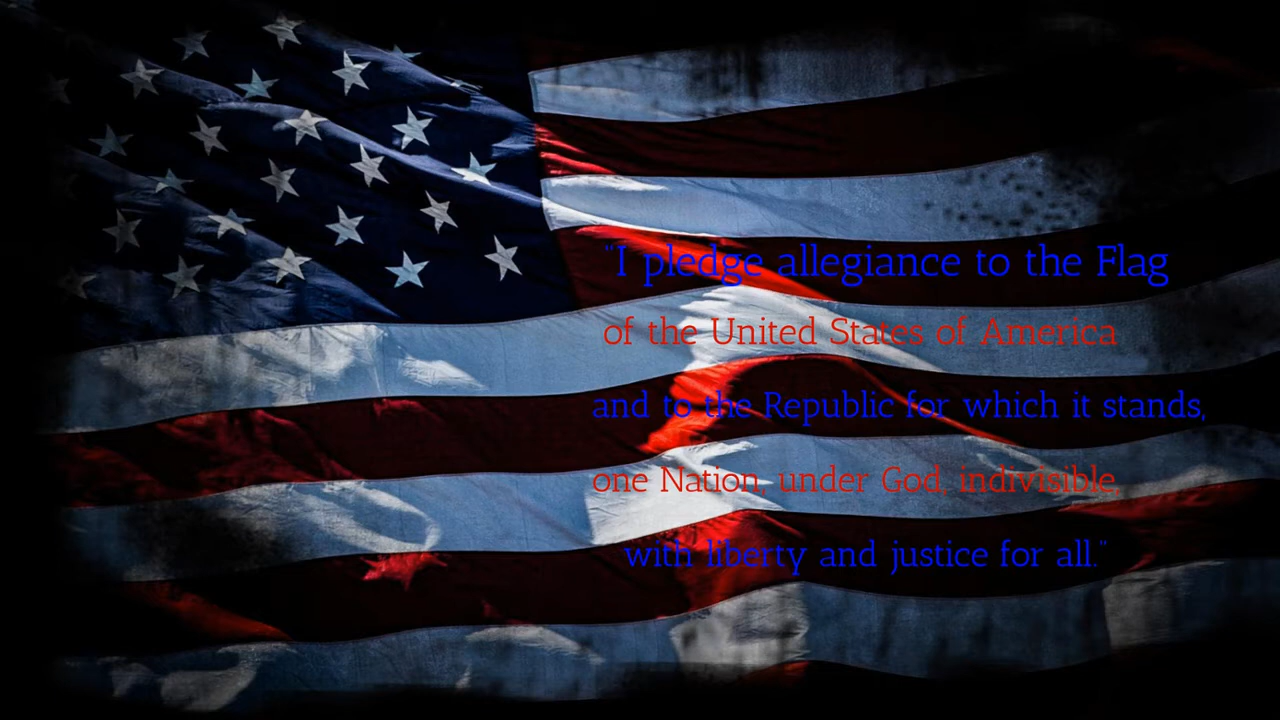 "I pledge allegiance to the Flag
of the United States of America
and to the Republic for which it stands,
one Nation, under God, indivisible,
with liberty and justice for all."